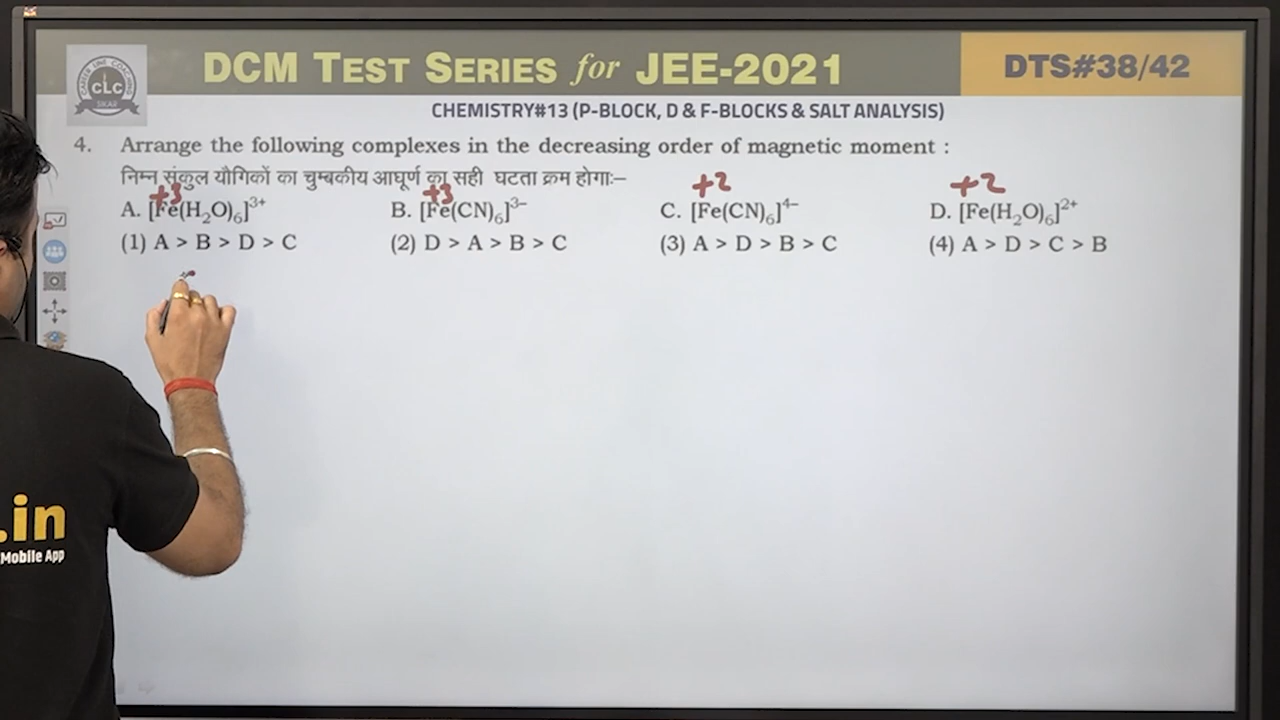 DCM TEST SERIES for JEE-2021
DTS#38/42
CLC
SIKAR
CHEMISTRY#13 (P-BLOCK, D & F-BLOCKS & SALT ANALYSIS)
4. Arrange the following complexes in the decreasing order of magnetic moment :
निम्न संकुल यौगिकों का चुम्बकीय आघूर्ण का सही घटता क्रम होगाः–
+3 +3 +2 +2
A. [Fe(H₂O)₆]³⁺ B. [Fe(CN)₆]³⁻ C. [Fe(CN)₆]⁴⁻ D. [Fe(H₂O)₆]²⁺
(1) A > B > D > C (2) D > A > B > C (3) A > D > B > C (4) A > D > C > B
.in
Mobile App